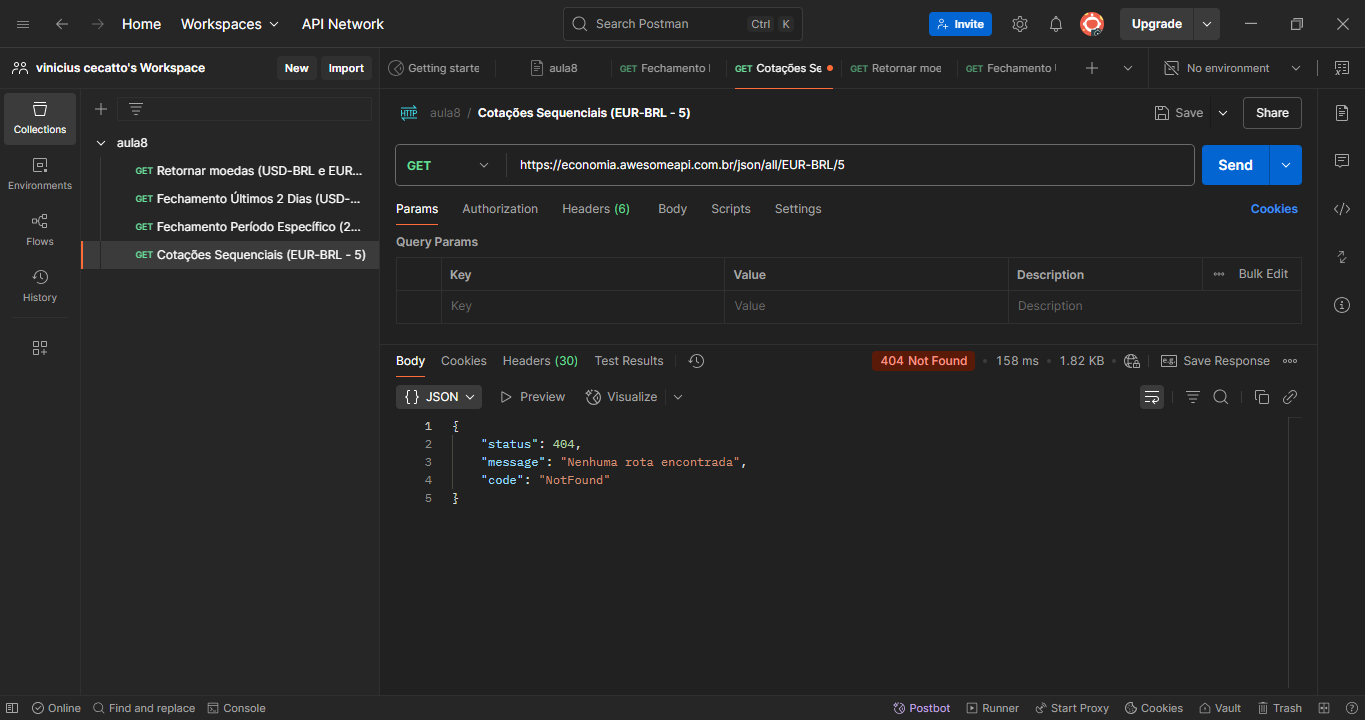 Home Workspaces API Network Search Postman Ctrl K Invite Upgrade
vinicius cecatto's Workspace New Import Getting starte aula8 GET Fechamento GET Cotações Se GET Retornar moe GET Fechamento No environment
Collections
Environments
Flows
History
aula8
GET Retornar moedas (USD-BRL e EUR...
GET Fechamento Últimos 2 Dias (USD-...
GET Fechamento Período Específico (2...
GET Cotações Sequenciais (EUR-BRL - 5)
HTTP aula8 / Cotações Sequenciais (EUR-BRL - 5) Save Share
GET https://economia.awesomeapi.com.br/json/all/EUR-BRL/5 Send
Params Authorization Headers (6) Body Scripts Settings Cookies
Query Params
Key Value Description Bulk Edit
Key Value Description
Body Cookies Headers (30) Test Results 404 Not Found 158 ms 1.82 KB e.g. Save Response
{} JSON Preview Visualize
1 {
2 "status": 404,
3 "message": "Nenhuma rota encontrada",
4 "code": "NotFound"
5 }
Online Find and replace Console Postbot Runner Start Proxy Cookies Vault Trash